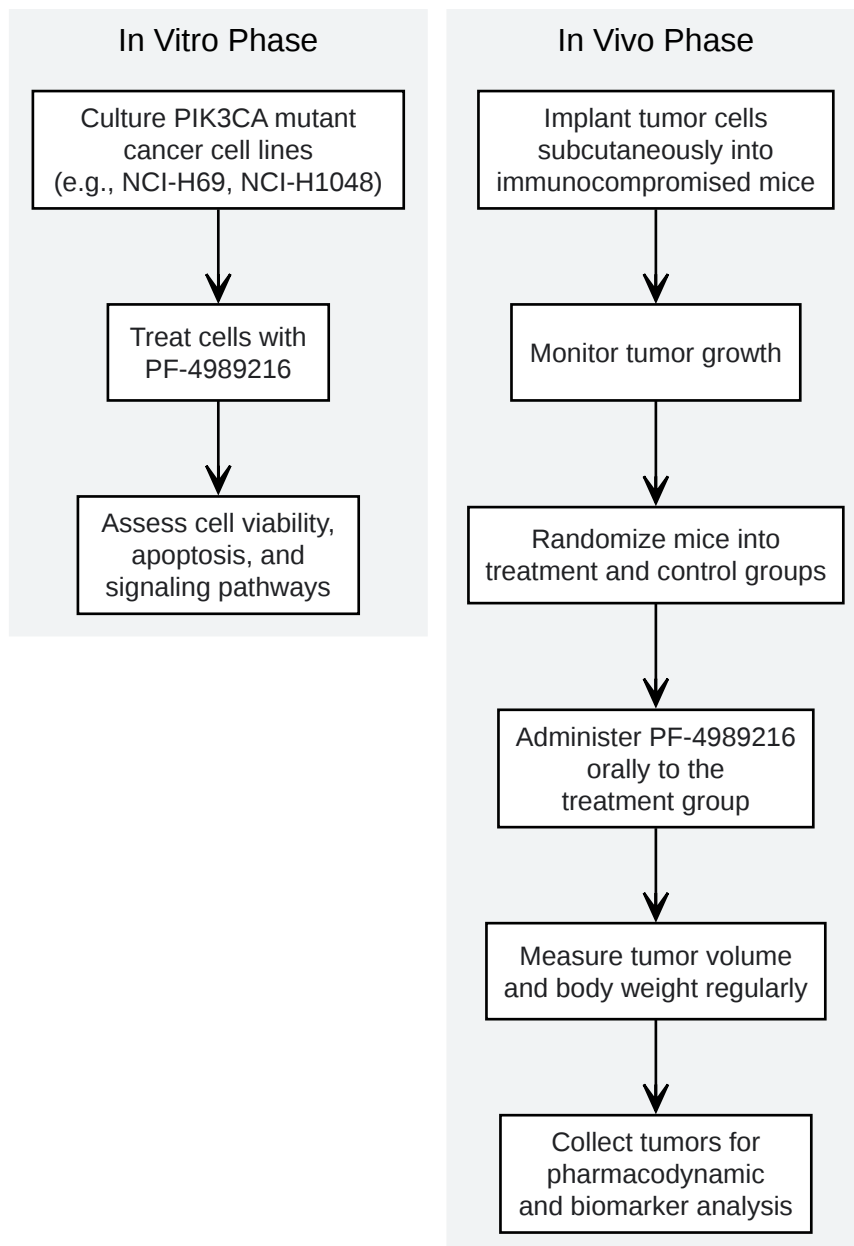 In Vitro Phase
Culture PIK3CA mutant
cancer cell lines
(e.g., NCI-H69, NCI-H1048)
Treat cells with
PF-4989216
Assess cell viability,
apoptosis, and
signaling pathways
In Vivo Phase
Implant tumor cells
subcutaneously into
immunocompromised mice
Monitor tumor growth
Randomize mice into
treatment and control groups
Administer PF-4989216
orally to the
treatment group
Measure tumor volume
and body weight regularly
Collect tumors for
pharmacodynamic
and biomarker analysis